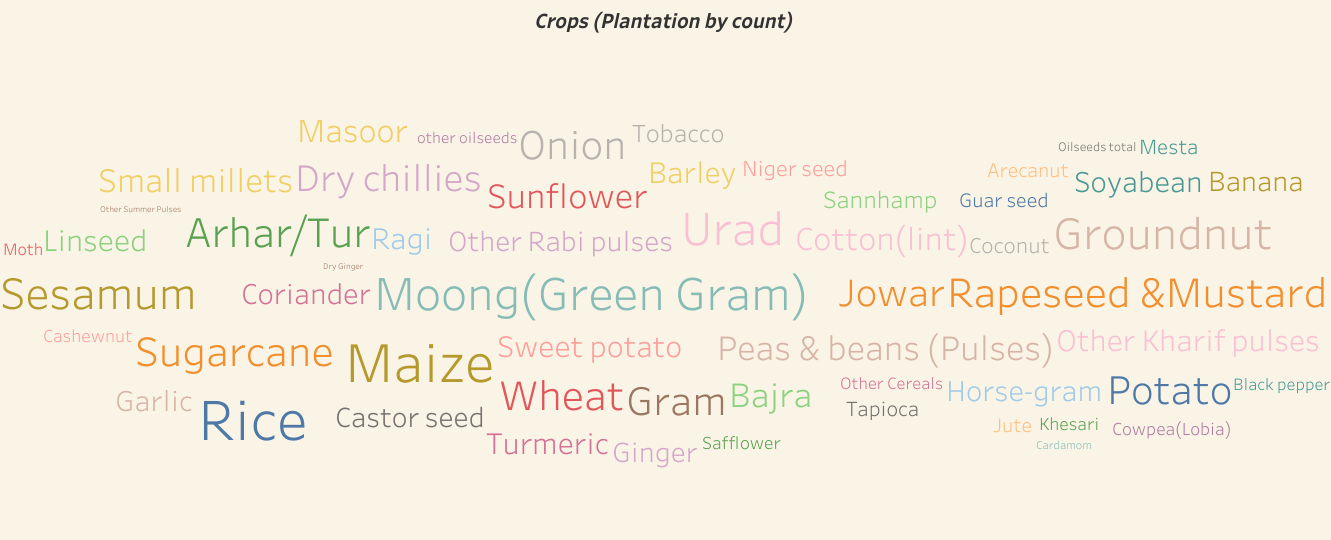 Crops (Plantation by count)
Masoor other oilseeds Onion Tobacco
Oilseeds total Mesta
Small millets Dry chillies Sunflower Barley Niger seed
Arecanut Soyabean Banana
Other Summer Pulses
Sannhamp Guar seed
Moth Linseed Arhar/Tur Ragi Other Rabi pulses Urad Cotton(lint) Coconut Groundnut
Dry Ginger
Sesamum Coriander Moong(Green Gram) Jowar Rapeseed &Mustard
Cashewnut Sugarcane Maize Sweet potato Peas & beans (Pulses) Other Kharif pulses
Garlic Rice Castor seed Wheat Gram Bajra Other Cereals Horse-gram Potato Black pepper
Tapioca
Turmeric Ginger Safflower Jute Khesari Cowpea(Lobia)
Cardamom